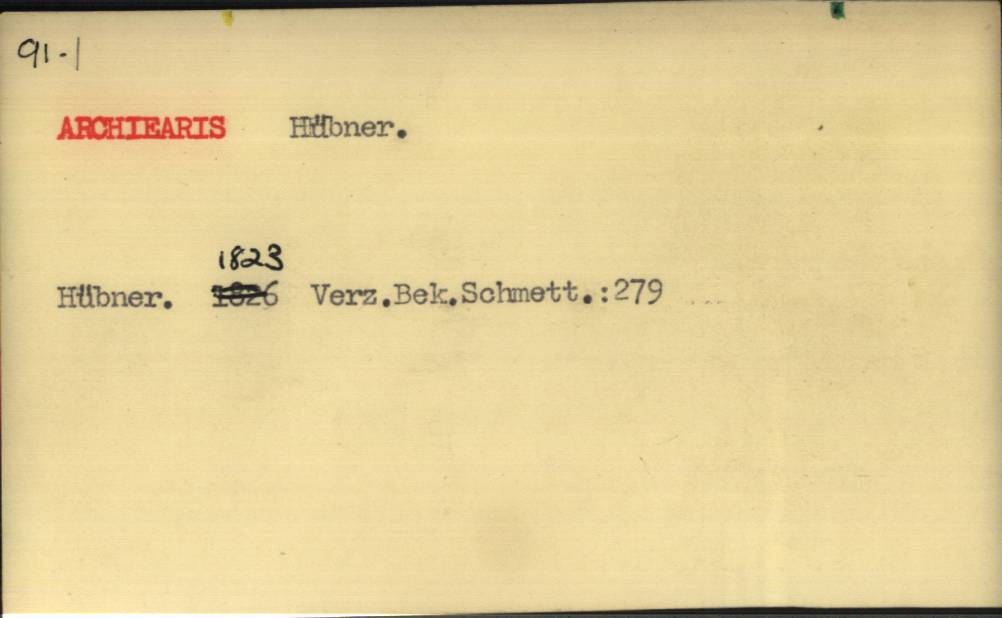 91-1
ARCHIEARIS Hübner.
1823
Hübner. 1826 Verz.Bek.Schmett.:279